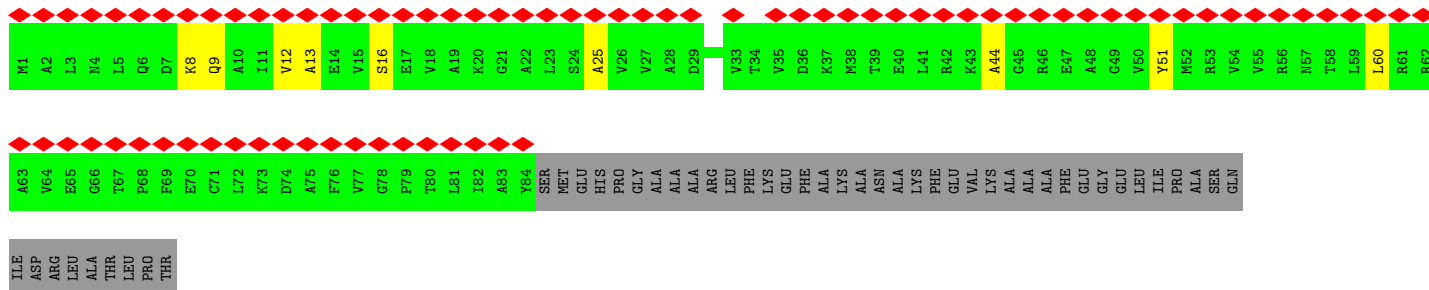 M1 A2 L3 N4 L5 Q6 D7 K8 Q9 A10 I11 V12 A13 E14 V15 S16 E17 V18 A19 K20 G21 A22 L23 S24 A25 V26 V27 A28 D29 V33 T34 V35 D36 K37 M38 T39 E40 L41 R42 K43 A44 G45 R46 E47 A48 G49 V50 Y51 M52 R53 V54 V55 R56 N57 T58 L59 L60 R61 R62
A63 V64 E65 G66 T67 P68 F69 E70 C71 L72 K73 D74 A75 F76 V77 G78 P79 T80 L81 I82 A83 Y84 SER MET GLU HIS PRO GLY ALA ALA ALA ARG LEU PHE LYS GLU PHE ALA LYS ALA ASN ALA LYS PHE GLU VAL LYS ALA ALA ALA PHE GLU GLY GLU LEU ILE PRO ALA SER GLN
ILE ASP ARG LEU ALA THR LEU PRO THR